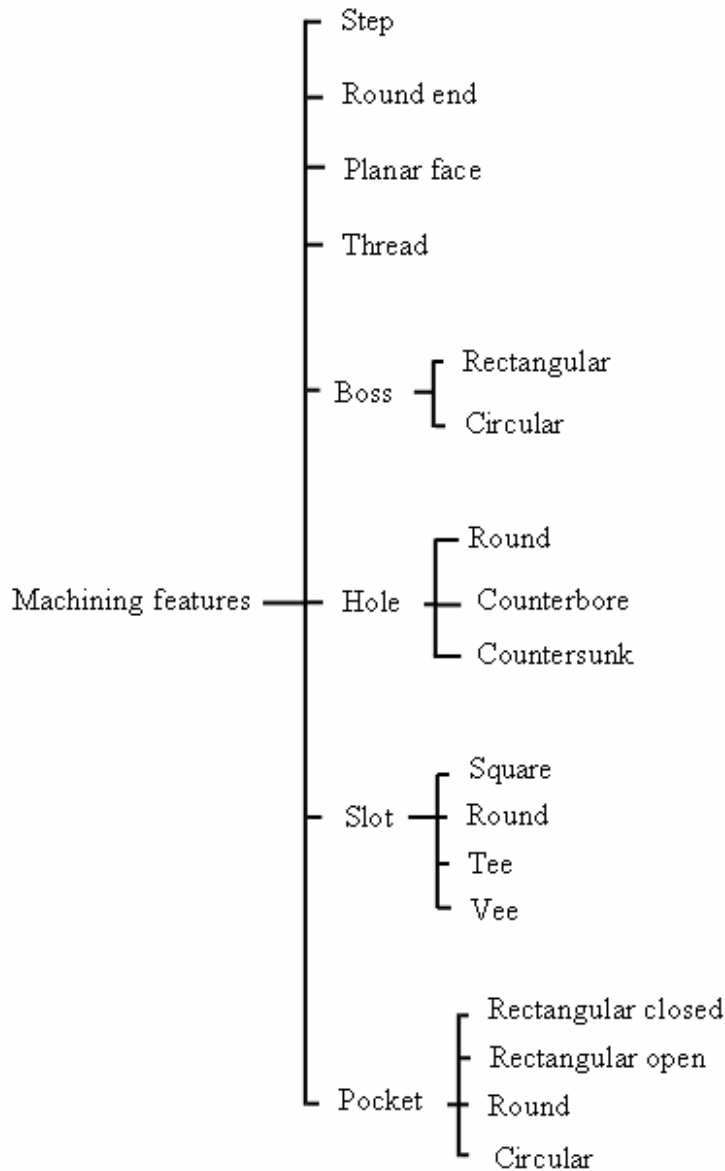 Step
Round end
Planar face
Thread
Boss
Rectangular
Circular
Machining features
Hole
Round
Counterbore
Countersunk
Slot
Square
Round
Tee
Vee
Pocket
Rectangular closed
Rectangular open
Round
Circular